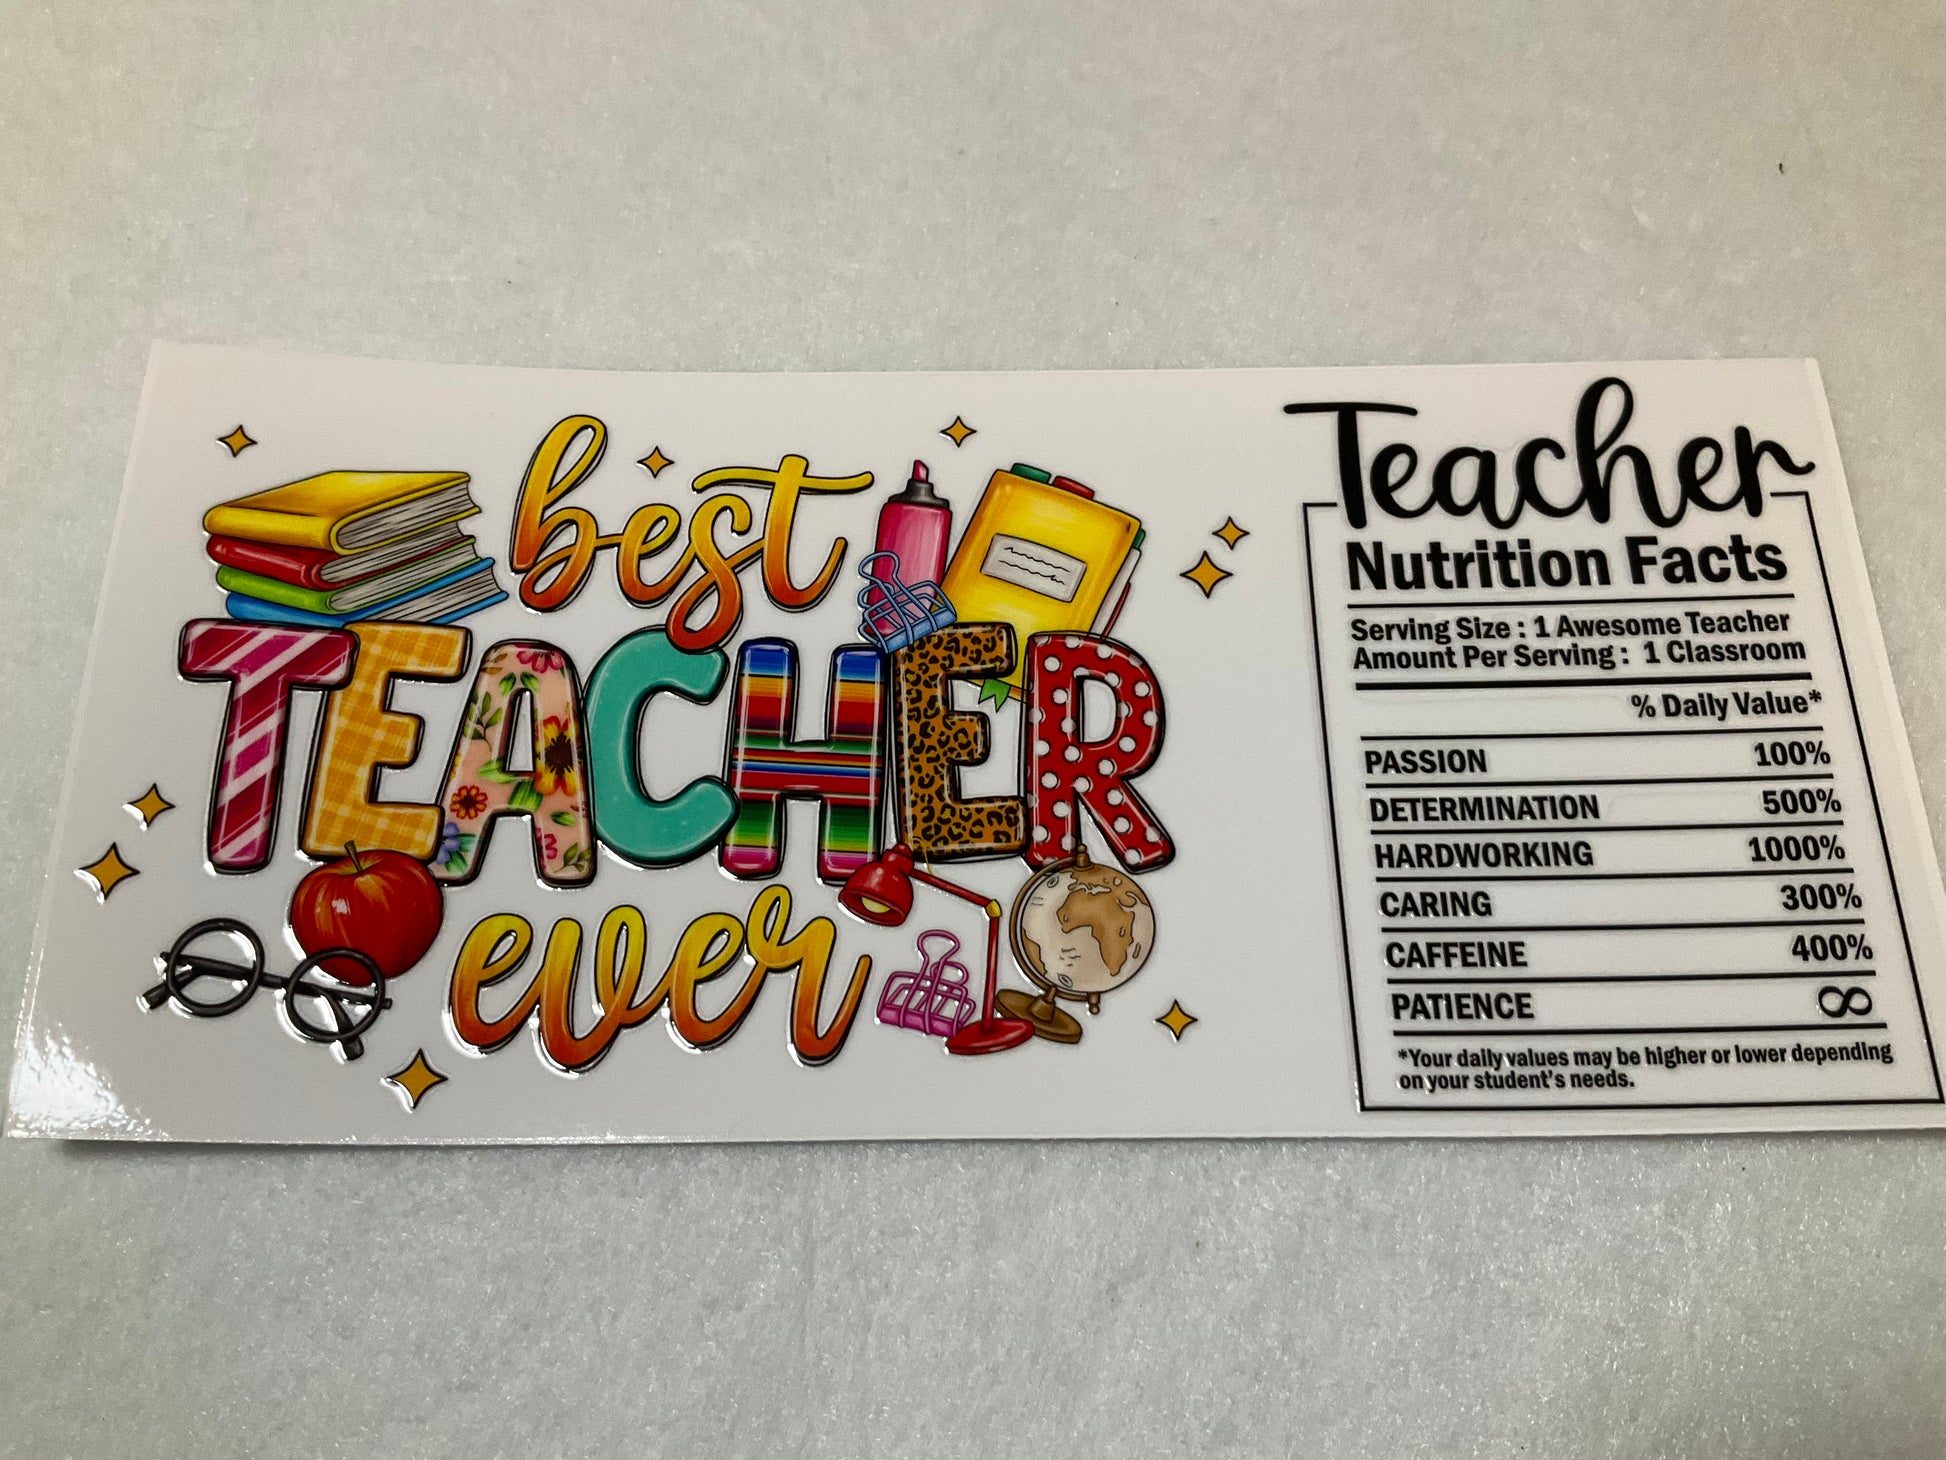 best
TEACHER
ever
Teacher
Nutrition Facts
Serving Size : 1 Awesome Teacher
Amount Per Serving : 1 Classroom
% Daily Value*
PASSION 100%
DETERMINATION 500%
HARDWORKING 1000%
CARING 300%
CAFFEINE 400%
PATIENCE ∞
*Your daily values may be higher or lower depending
on your student's needs.